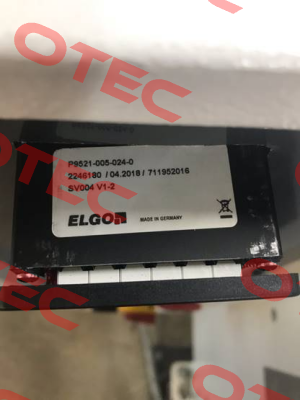 OTEC
P9521-005-024-0
2246180 / 04.2018 / 711952016
SV004 V1-2
ELGO
MADE IN GERMANY
OTEC
OTEC
OTEC